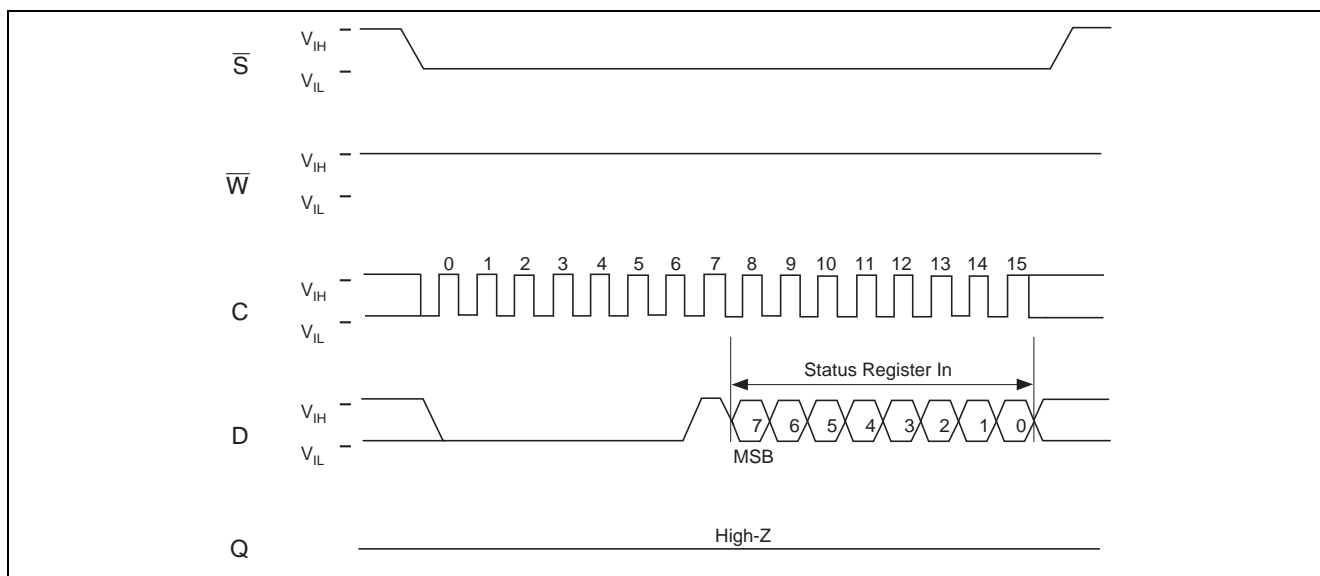 V_IH
S̅
V_IL
V_IH
W̅
V_IL
0 1 2 3 4 5 6 7 8 9 10 11 12 13 14 15
V_IH
C
V_IL
Status Register In
V_IH
D
7 6 5 4 3 2 1 0
V_IL
MSB
High-Z
Q